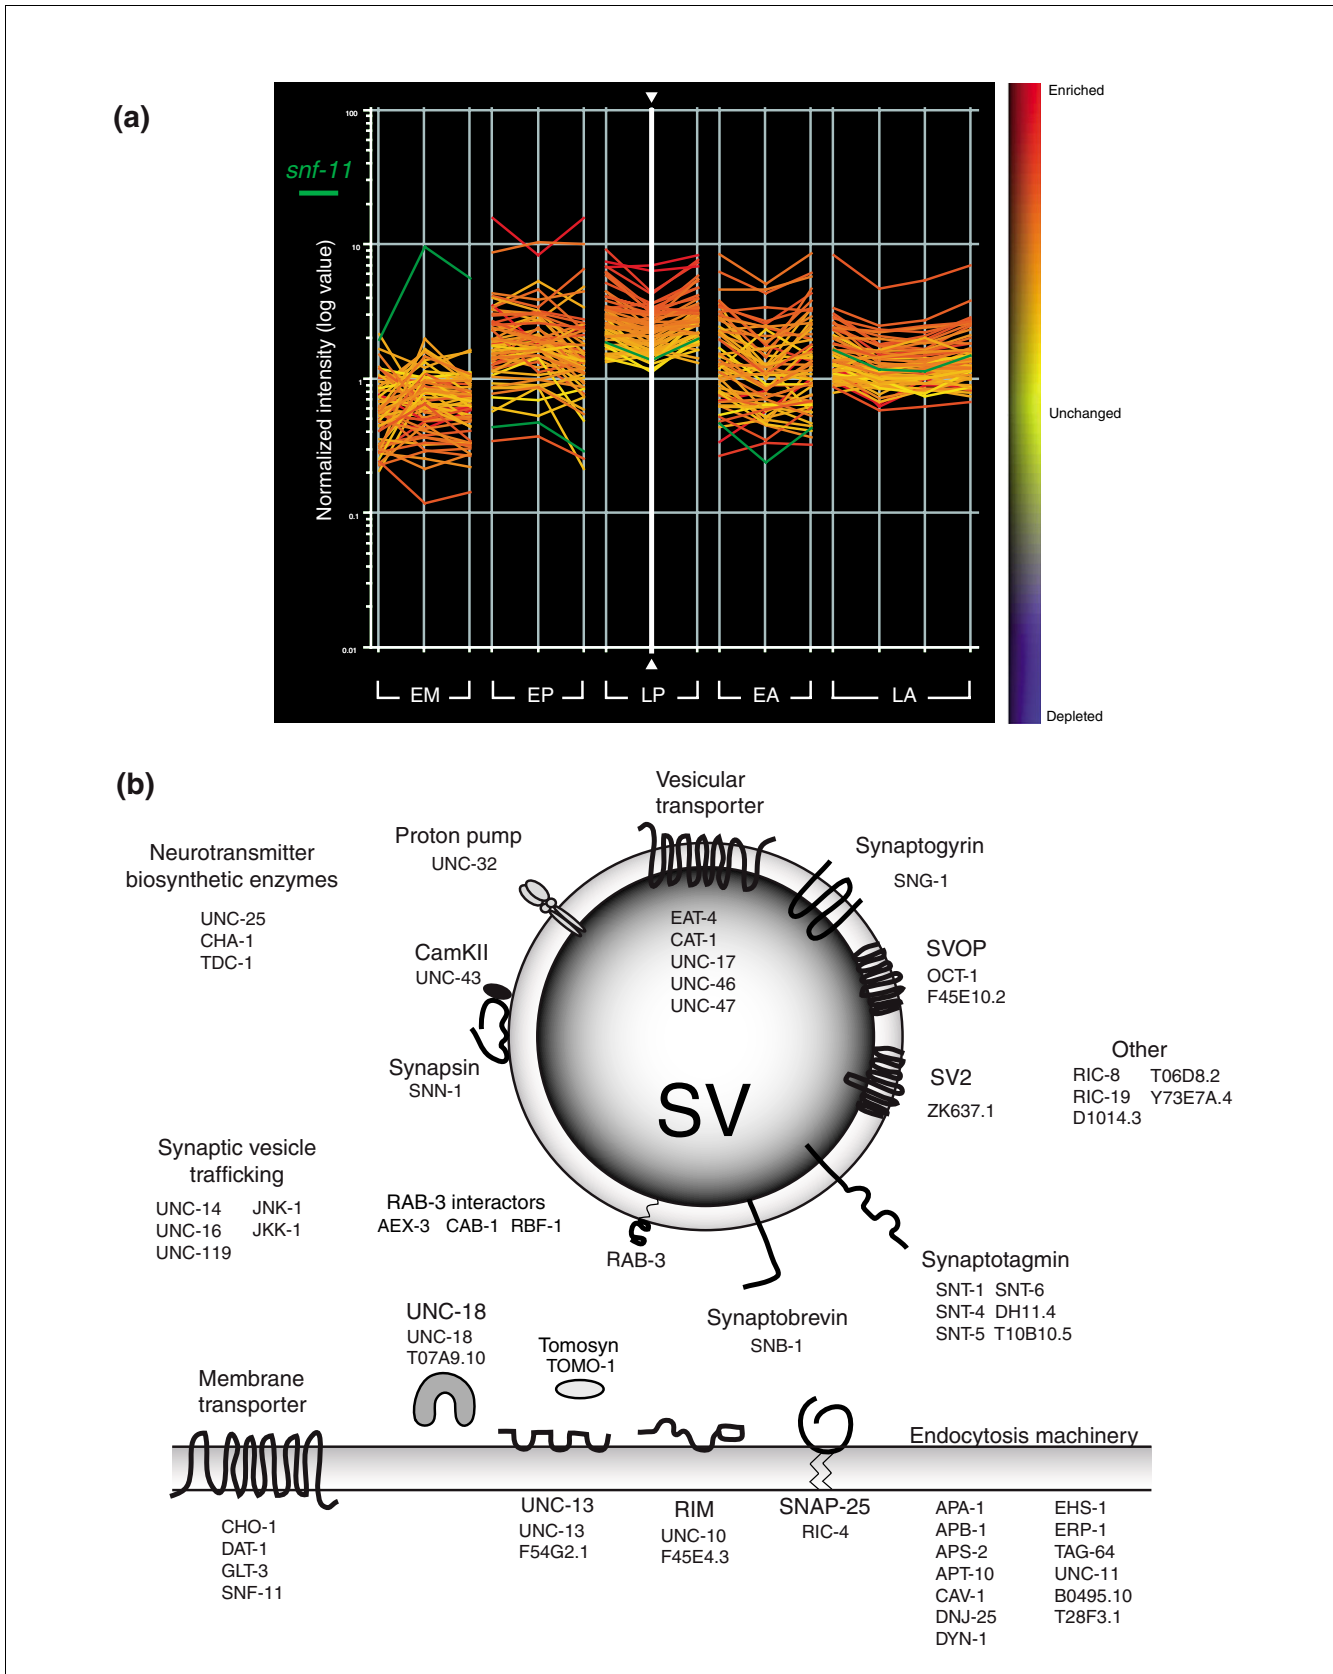 (a)
Enriched
100
snf-11
10
Normalized intensity (log value)
1
Unchanged
0.1
0.01
EM EP LP EA LA
Depleted
(b)
Vesicular
transporter
Proton pump
UNC-32
Synaptogyrin
SNG-1
Neurotransmitter
biosynthetic enzymes
UNC-25
CHA-1
TDC-1
EAT-4
CAT-1
UNC-17
UNC-46
UNC-47
CamKII
UNC-43
SVOP
OCT-1
F45E10.2
Synapsin
SNN-1
SV
SV2
ZK637.1
Other
RIC-8 T06D8.2
RIC-19 Y73E7A.4
D1014.3
Synaptic vesicle
trafficking
UNC-14 JNK-1
UNC-16 JKK-1
UNC-119
RAB-3 interactors
AEX-3 CAB-1 RBF-1
RAB-3
Synaptotagmin
SNT-1 SNT-6
SNT-4 DH11.4
SNT-5 T10B10.5
Synaptobrevin
SNB-1
UNC-18
UNC-18
T07A9.10
Tomosyn
TOMO-1
Membrane
transporter
CHO-1
DAT-1
GLT-3
SNF-11
UNC-13
UNC-13
F54G2.1
RIM
UNC-10
F45E4.3
SNAP-25
RIC-4
Endocytosis machinery
APA-1 EHS-1
APB-1 ERP-1
APS-2 TAG-64
APT-10 UNC-11
CAV-1 B0495.10
DNJ-25 T28F3.1
DYN-1